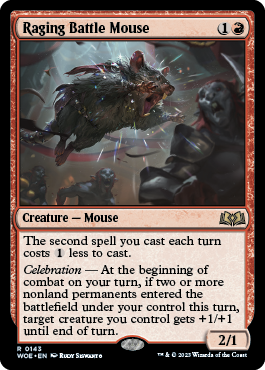 Raging Battle Mouse 1
Creature — Mouse
The second spell you cast each turn
costs 1 less to cast.
Celebration — At the beginning of
combat on your turn, if two or more
nonland permanents entered the
battlefield under your control this turn,
target creature you control gets +1/+1
until end of turn.
2/1
R 0143
WOE • EN Rudy Siswanto
™ & © 2023 Wizards of the Coast